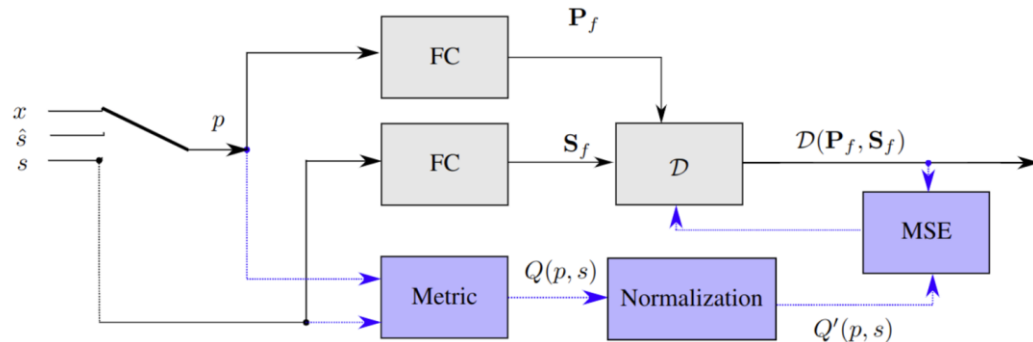 P_f
FC
x
ŝ
s
p
S_f
FC
D
D(P_f, S_f)
MSE
Q(p, s)
Metric
Normalization
Q′(p, s)